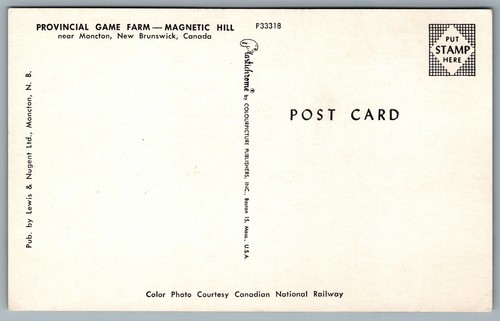 PROVINCIAL GAME FARM — MAGNETIC HILL
near Moncton, New Brunswick, Canada
P33318
PUT
STAMP
HERE
Pub. by Lewis & Nugent Ltd., Moncton, N. B.
Plastichrome® by COLOURPICTURE PUBLISHERS, INC., Boston 15, Mass., U.S.A.
POST CARD
Color Photo Courtesy Canadian National Railway